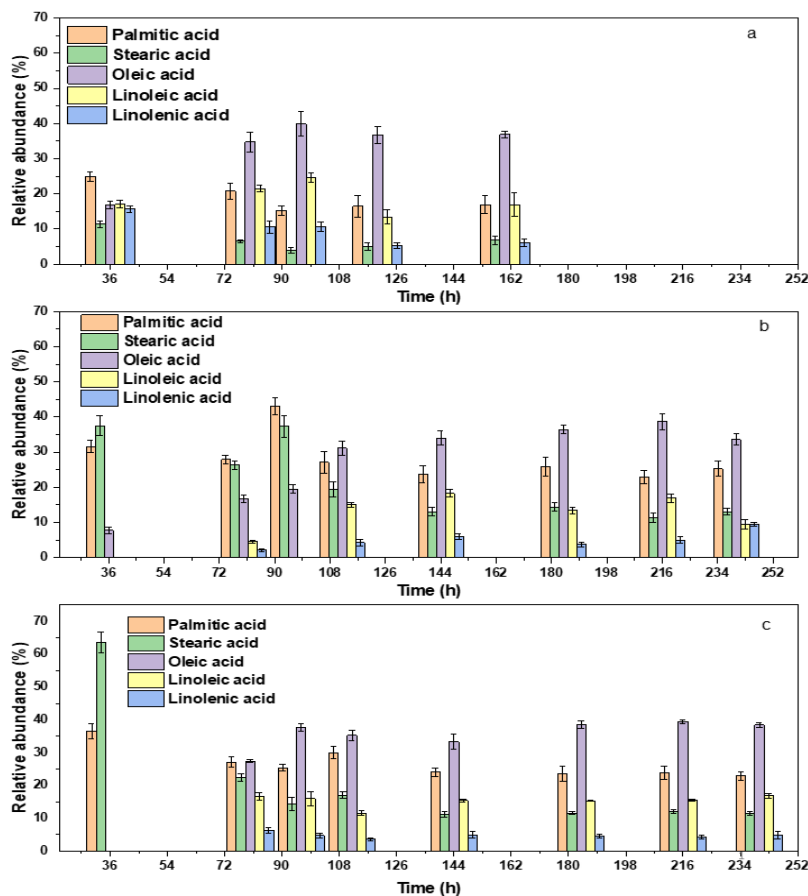 a
Palmitic acid
Stearic acid
Oleic acid
Linoleic acid
Linolenic acid
Relative abundance (%)
70
60
50
40
30
20
10
0
36 54 72 90 108 126 144 162 180 198 216 234 252
Time (h)
b
Palmitic acid
Stearic acid
Oleic acid
Linoleic acid
Linolenic acid
Relative abundance (%)
70
60
50
40
30
20
10
0
36 54 72 90 108 126 144 162 180 198 216 234 252
Time (h)
c
Palmitic acid
Stearic acid
Oleic acid
Linoleic acid
Linolenic acid
Relative abundance (%)
70
60
50
40
30
20
10
0
36 54 72 90 108 126 144 162 180 198 216 234 252
Time (h)